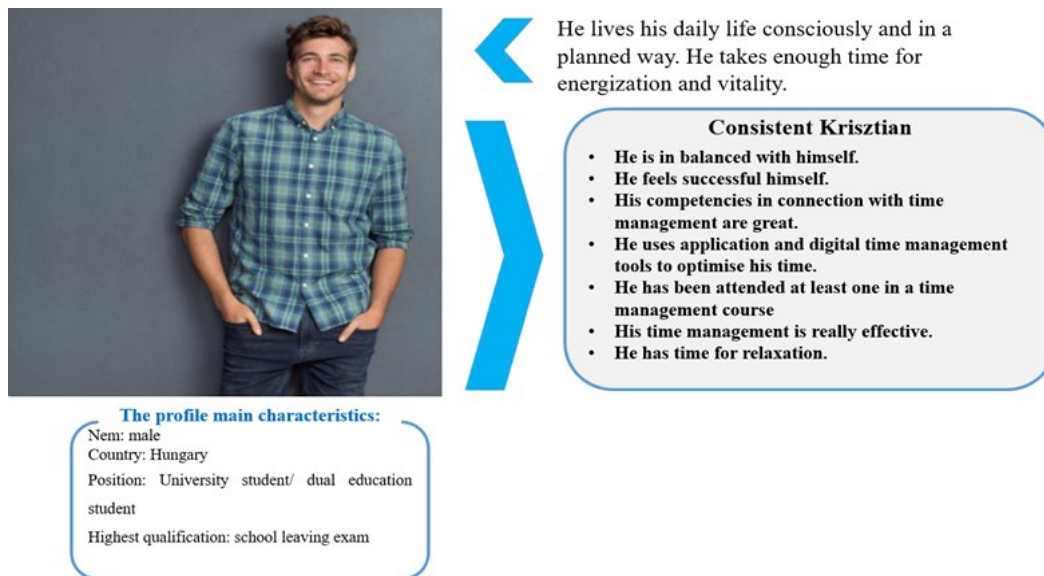 He lives his daily life consciously and in a
planned way. He takes enough time for
energization and vitality.
Consistent Krisztian
• He is in balanced with himself.
• He feels successful himself.
• His competencies in connection with time
management are great.
• He uses application and digital time management
tools to optimise his time.
• He has been attended at least one in a time
management course
• His time management is really effective.
• He has time for relaxation.
The profile main characteristics:
Nem: male
Country: Hungary
Position: University student/ dual education
student
Highest qualification: school leaving exam